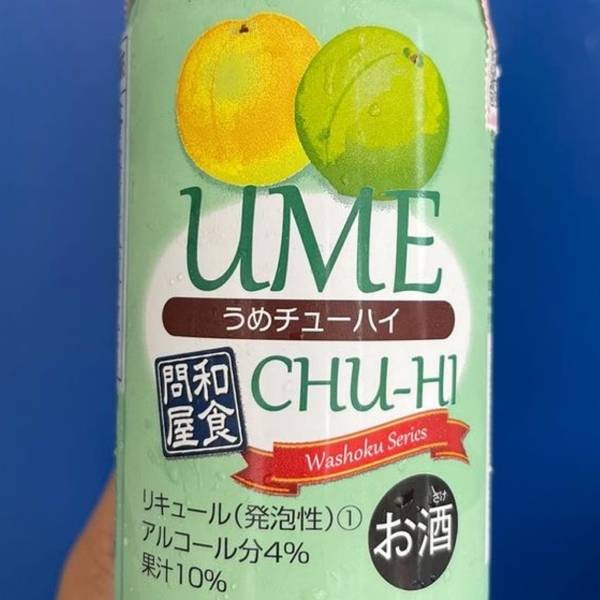 UME
うめチューハイ
和食問屋
CHU-HI
Washoku Series
リキュール(発泡性)①
アルコール分4%
果汁10%
さけ
お酒